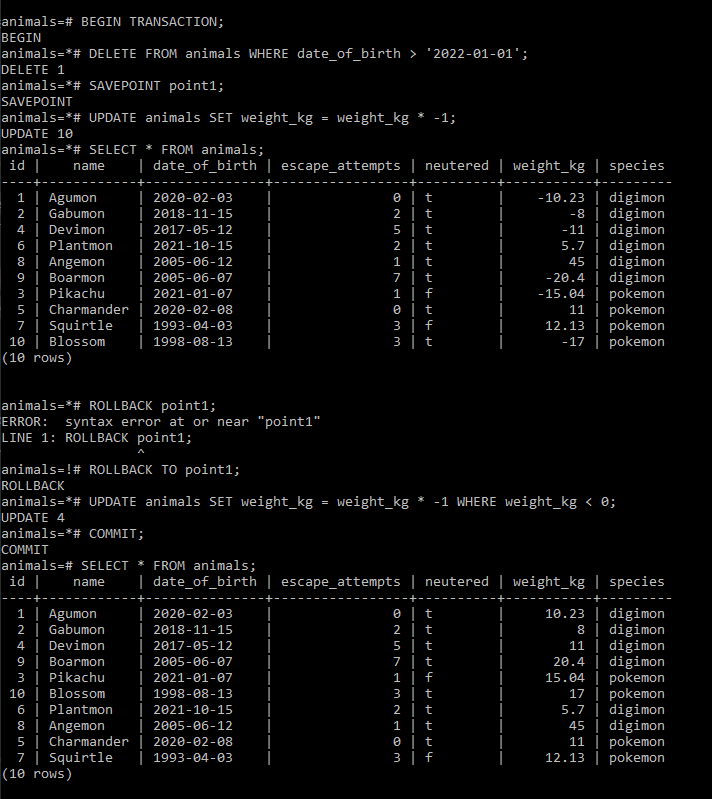 animals=# BEGIN TRANSACTION;
BEGIN
animals=*# DELETE FROM animals WHERE date_of_birth > '2022-01-01';
DELETE 1
animals=*# SAVEPOINT point1;
SAVEPOINT
animals=*# UPDATE animals SET weight_kg = weight_kg * -1;
UPDATE 10
animals=*# SELECT * FROM animals;
 id |    name    | date_of_birth | escape_attempts | neutered | weight_kg | species
----+------------+---------------+-----------------+----------+-----------+---------
  1 | Agumon     | 2020-02-03    |               0 | t        |    -10.23 | digimon
  2 | Gabumon    | 2018-11-15    |               2 | t        |        -8 | digimon
  4 | Devimon    | 2017-05-12    |               5 | t        |       -11 | digimon
  6 | Plantmon   | 2021-10-15    |               2 | t        |       5.7 | digimon
  8 | Angemon    | 2005-06-12    |               1 | t        |        45 | digimon
  9 | Boarmon    | 2005-06-07    |               7 | t        |     -20.4 | digimon
  3 | Pikachu    | 2021-01-07    |               1 | f        |    -15.04 | pokemon
  5 | Charmander | 2020-02-08    |               0 | t        |        11 | pokemon
  7 | Squirtle   | 1993-04-03    |               3 | f        |     12.13 | pokemon
 10 | Blossom    | 1998-08-13    |               3 | t        |       -17 | pokemon
(10 rows)
animals=*# ROLLBACK point1;
ERROR:  syntax error at or near "point1"
LINE 1: ROLLBACK point1;
                 ^
animals=!# ROLLBACK TO point1;
ROLLBACK
animals=*# UPDATE animals SET weight_kg = weight_kg * -1 WHERE weight_kg < 0;
UPDATE 4
animals=*# COMMIT;
COMMIT
animals=# SELECT * FROM animals;
 id |    name    | date_of_birth | escape_attempts | neutered | weight_kg | species
----+------------+---------------+-----------------+----------+-----------+---------
  1 | Agumon     | 2020-02-03    |               0 | t        |     10.23 | digimon
  2 | Gabumon    | 2018-11-15    |               2 | t        |         8 | digimon
  4 | Devimon    | 2017-05-12    |               5 | t        |        11 | digimon
  9 | Boarmon    | 2005-06-07    |               7 | t        |      20.4 | digimon
  3 | Pikachu    | 2021-01-07    |               1 | f        |     15.04 | pokemon
 10 | Blossom    | 1998-08-13    |               3 | t        |        17 | pokemon
  6 | Plantmon   | 2021-10-15    |               2 | t        |       5.7 | digimon
  8 | Angemon    | 2005-06-12    |               1 | t        |        45 | digimon
  5 | Charmander | 2020-02-08    |               0 | t        |        11 | pokemon
  7 | Squirtle   | 1993-04-03    |               3 | f        |     12.13 | pokemon
(10 rows)